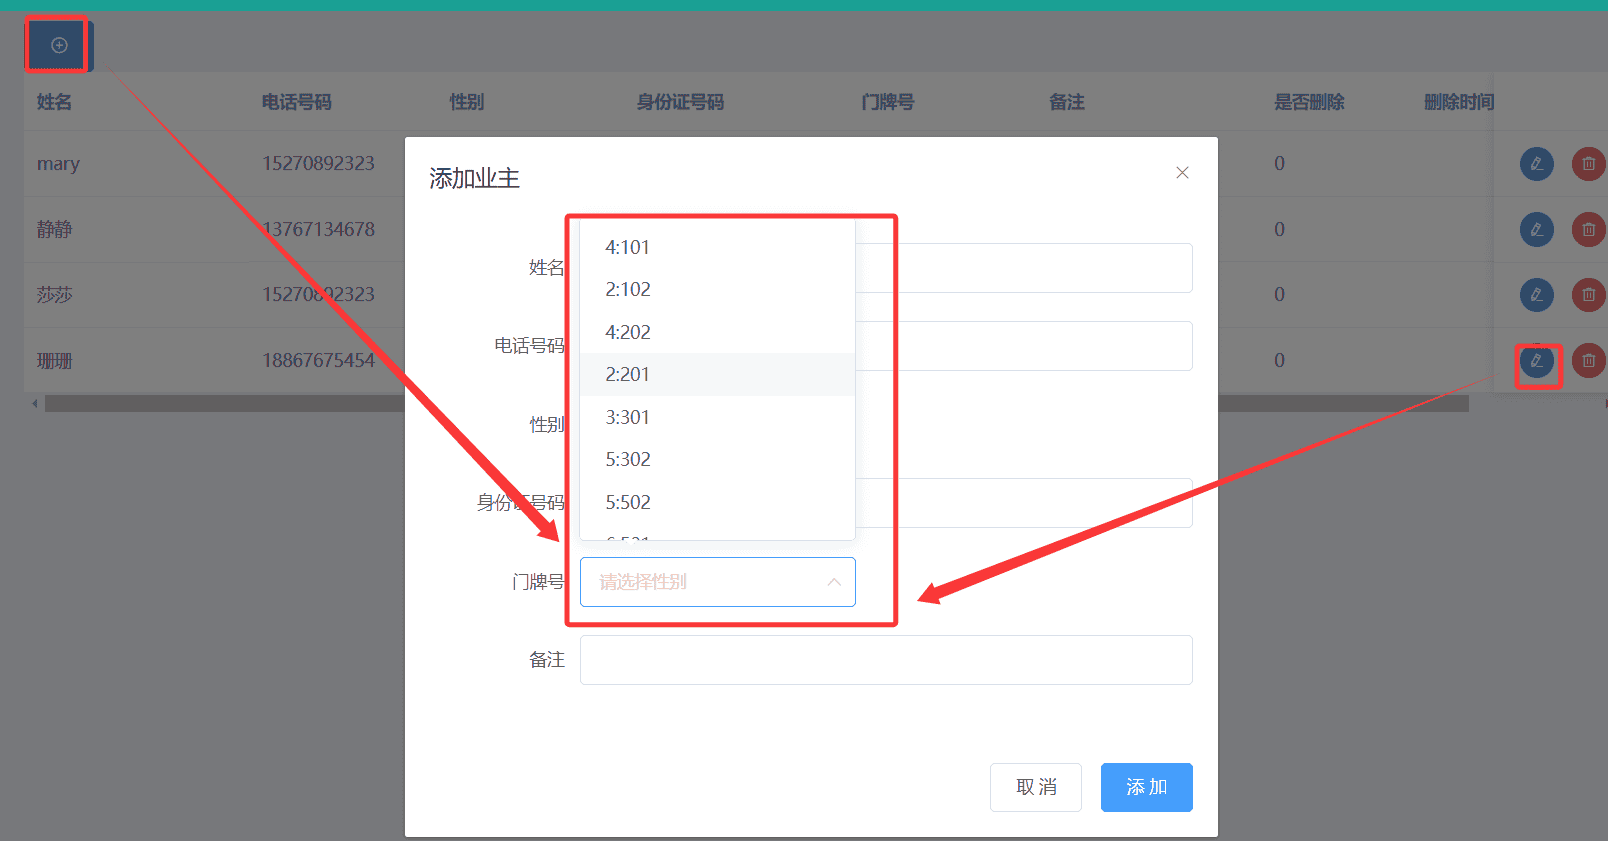 姓名 电话号码 性别 身份证号码 门牌号 备注 是否删除 删除时间
mary 15270892323 0
静静 13767134678 0
莎莎 15270892323 0
珊珊 18867675454 0
添加业主
姓名
电话号码
性别
身份证号码
门牌号
备注
4:101
2:102
4:202
2:201
3:301
5:302
5:502
请选择性别
取消 添加